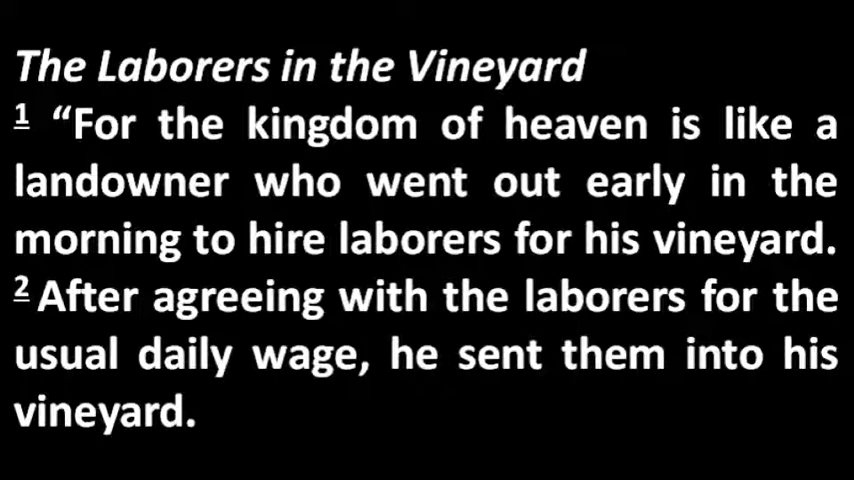 The Laborers in the Vineyard
1 “For the kingdom of heaven is like a
landowner who went out early in the
morning to hire laborers for his vineyard.
2 After agreeing with the laborers for the
usual daily wage, he sent them into his
vineyard.